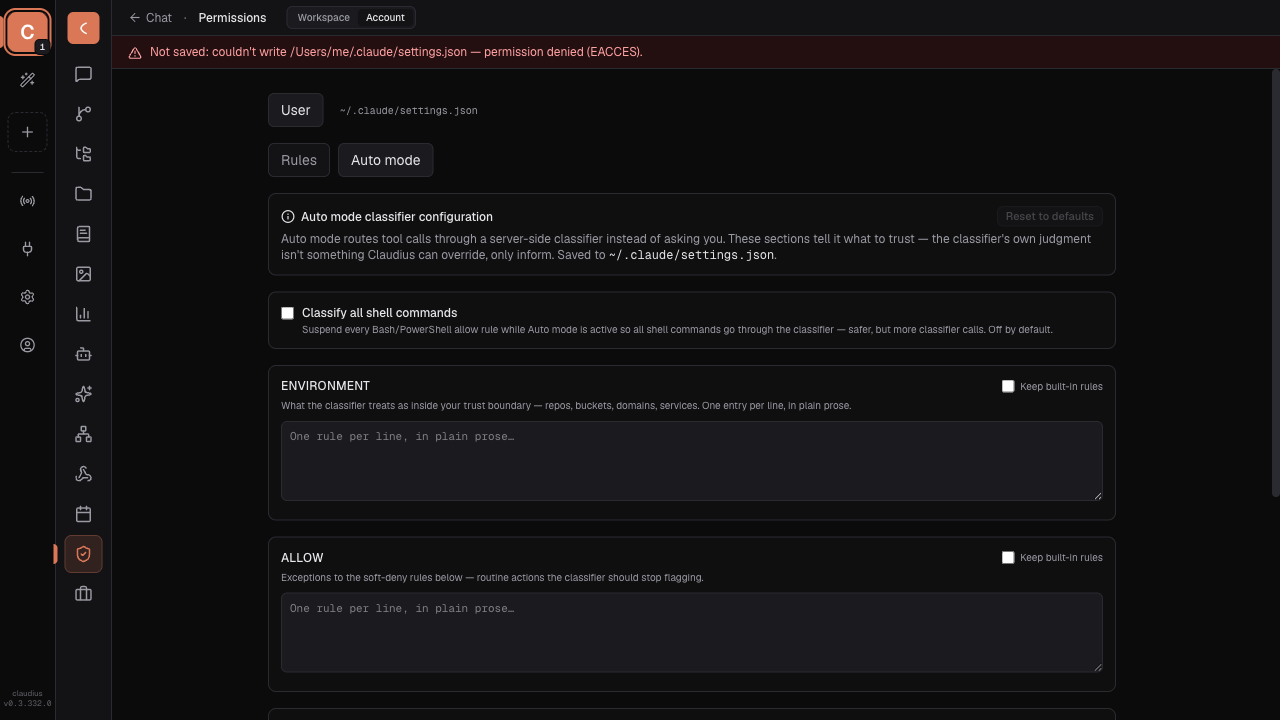 C
1
claudius
v0.3.332.0
← Chat · Permissions Workspace Account
Not saved: couldn't write /Users/me/.claude/settings.json — permission denied (EACCES).
User ~/.claude/settings.json
Rules Auto mode
Auto mode classifier configuration Reset to defaults
Auto mode routes tool calls through a server-side classifier instead of asking you. These sections tell it what to trust — the classifier's own judgment
isn't something Claudius can override, only inform. Saved to ~/.claude/settings.json.
Classify all shell commands
Suspend every Bash/PowerShell allow rule while Auto mode is active so all shell commands go through the classifier — safer, but more classifier calls. Off by default.
ENVIRONMENT Keep built-in rules
What the classifier treats as inside your trust boundary — repos, buckets, domains, services. One entry per line, in plain prose.
One rule per line, in plain prose…
ALLOW Keep built-in rules
Exceptions to the soft-deny rules below — routine actions the classifier should stop flagging.
One rule per line, in plain prose…